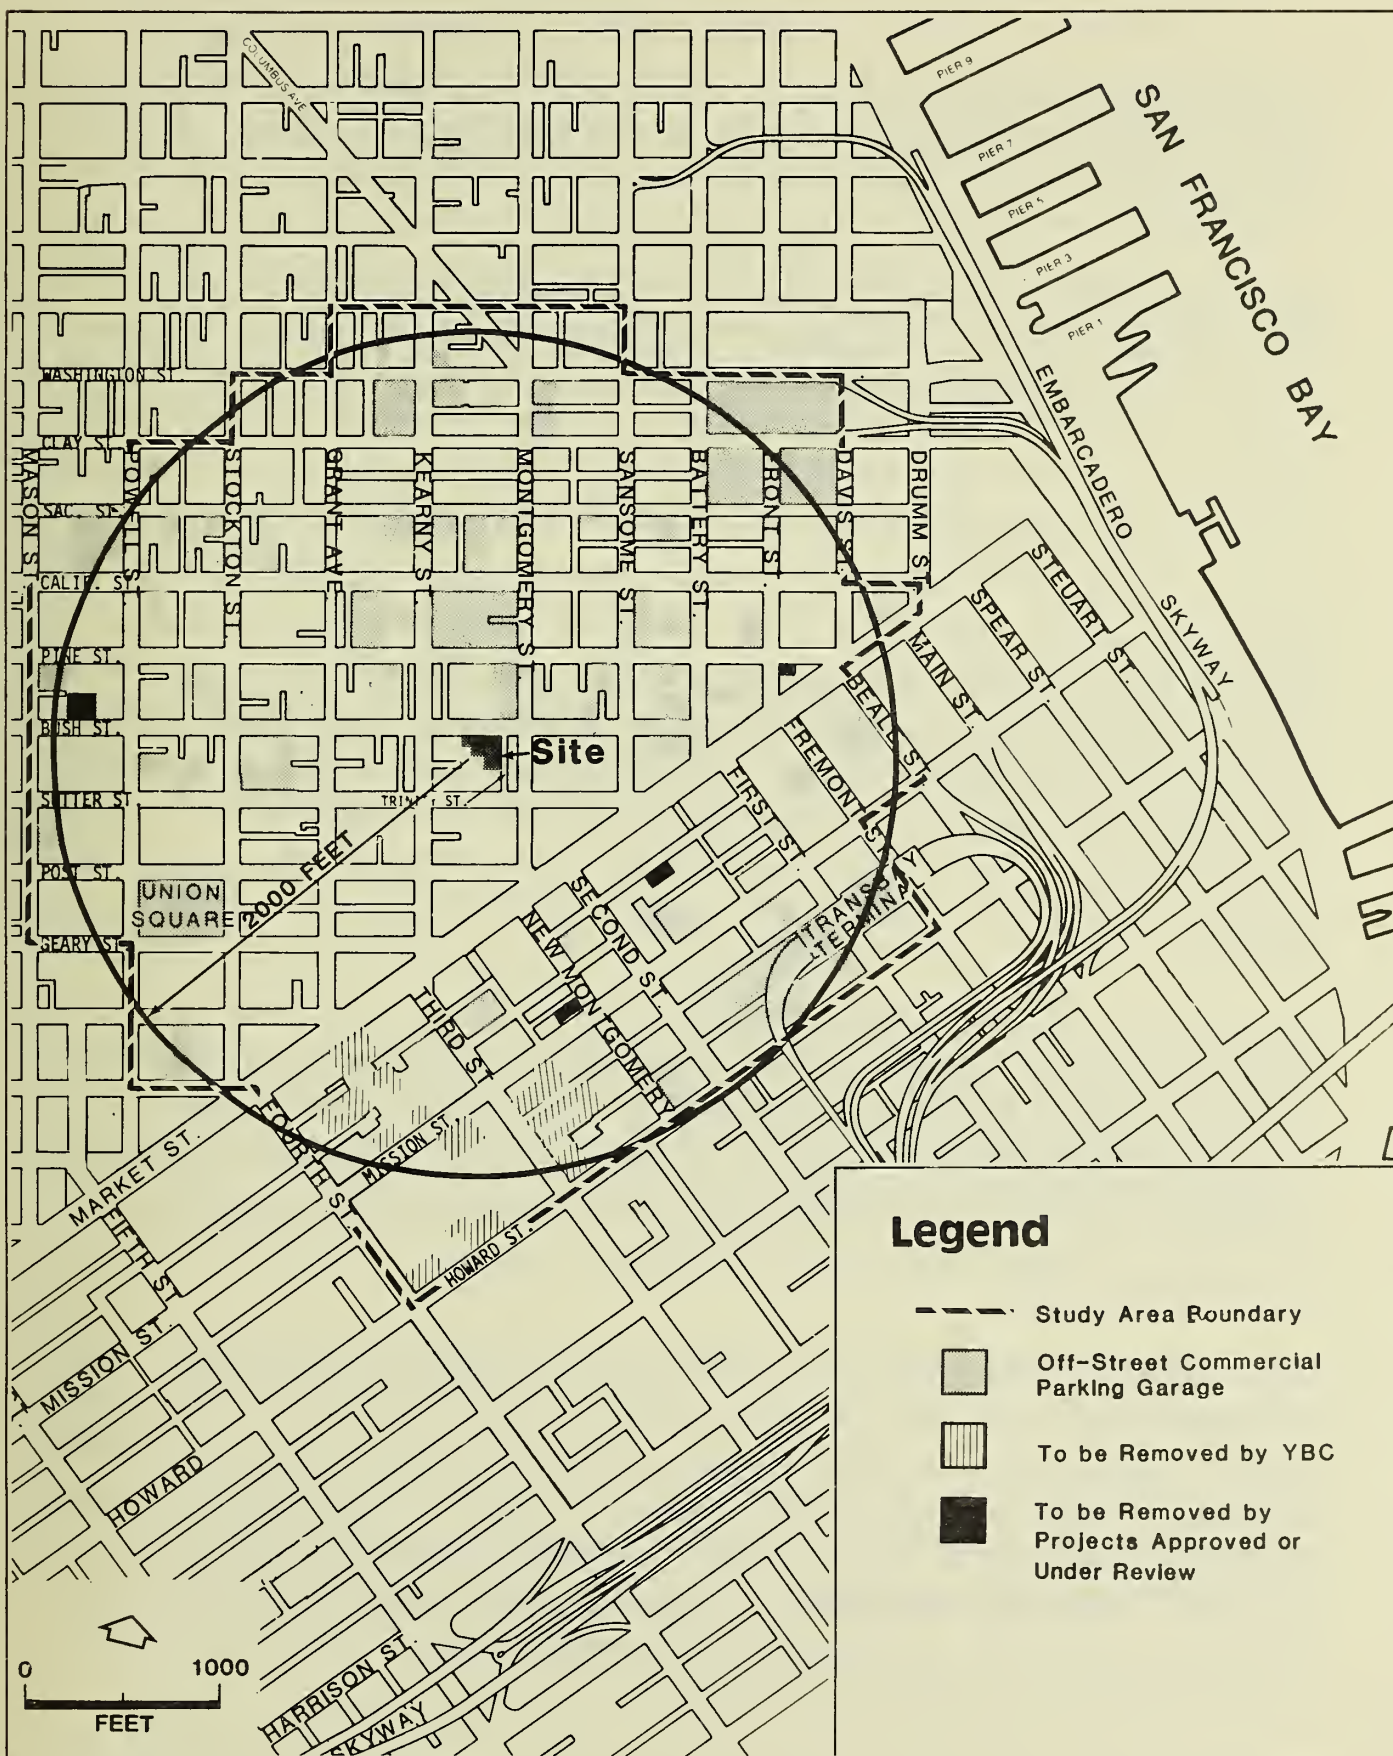 COLUMBUS AVE
PIER 9
PIER 7
PIER 5
PIER 3
PIER 1
SAN FRANCISCO BAY
EMBARCADERO
SKYWAY
WASHINGTON ST.
CLAY ST.
SAC. ST.
CALIF. ST.
PINE ST.
BUSH ST.
SUTTER ST.
POST ST.
GEARY ST.
MASON ST.
POWELL ST.
STOCKTON ST.
GRANT AVE
KEARNY ST.
MONTGOMERY ST.
SANSOME ST.
BATTERY ST.
FRONT ST.
DAVIS ST.
DRUMM ST.
STEUART ST.
SPEAR ST.
MAIN ST.
BEALE ST.
FREMONT ST.
FIRST ST
SECOND ST.
NEW MONTGOMERY
THIRD ST
FOURTH ST.
FIFTH ST.
Site
TRINITY ST.
2000 FEET
UNION
SQUARE
TRANSBAY
TERMINAL
MARKET ST.
MISSION ST.
HOWARD ST.
MISSION ST.
HOWARD
HARRISON ST.
SKYWAY
0 1000
FEET
Legend
Study Area Boundary
Off-Street Commercial
Parking Garage
To be Removed by YBC
To be Removed by
Projects Approved or
Under Review